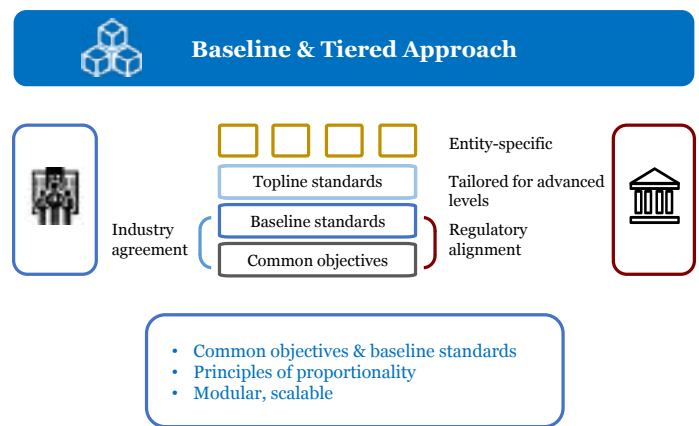 Baseline & Tiered Approach
Entity-specific
Topline standards
Tailored for advanced
levels
Baseline standards
Industry
agreement
Regulatory
alignment
Common objectives
• Common objectives & baseline standards
• Principles of proportionality
• Modular, scalable